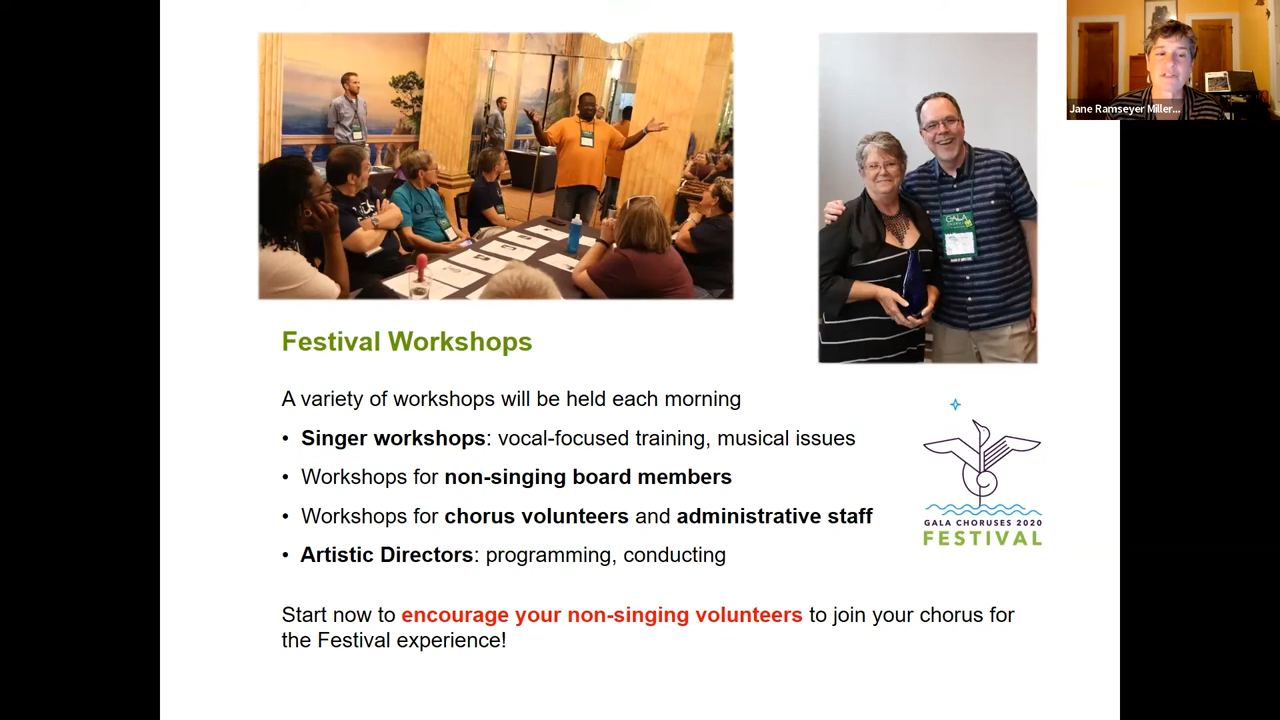 Jane Ramseyer Miller...
GALA
Festival Workshops
A variety of workshops will be held each morning
• Singer workshops: vocal-focused training, musical issues
• Workshops for non-singing board members
• Workshops for chorus volunteers and administrative staff
• Artistic Directors: programming, conducting
GALA CHORUSES 2020
FESTIVAL
Start now to encourage your non-singing volunteers to join your chorus for
the Festival experience!